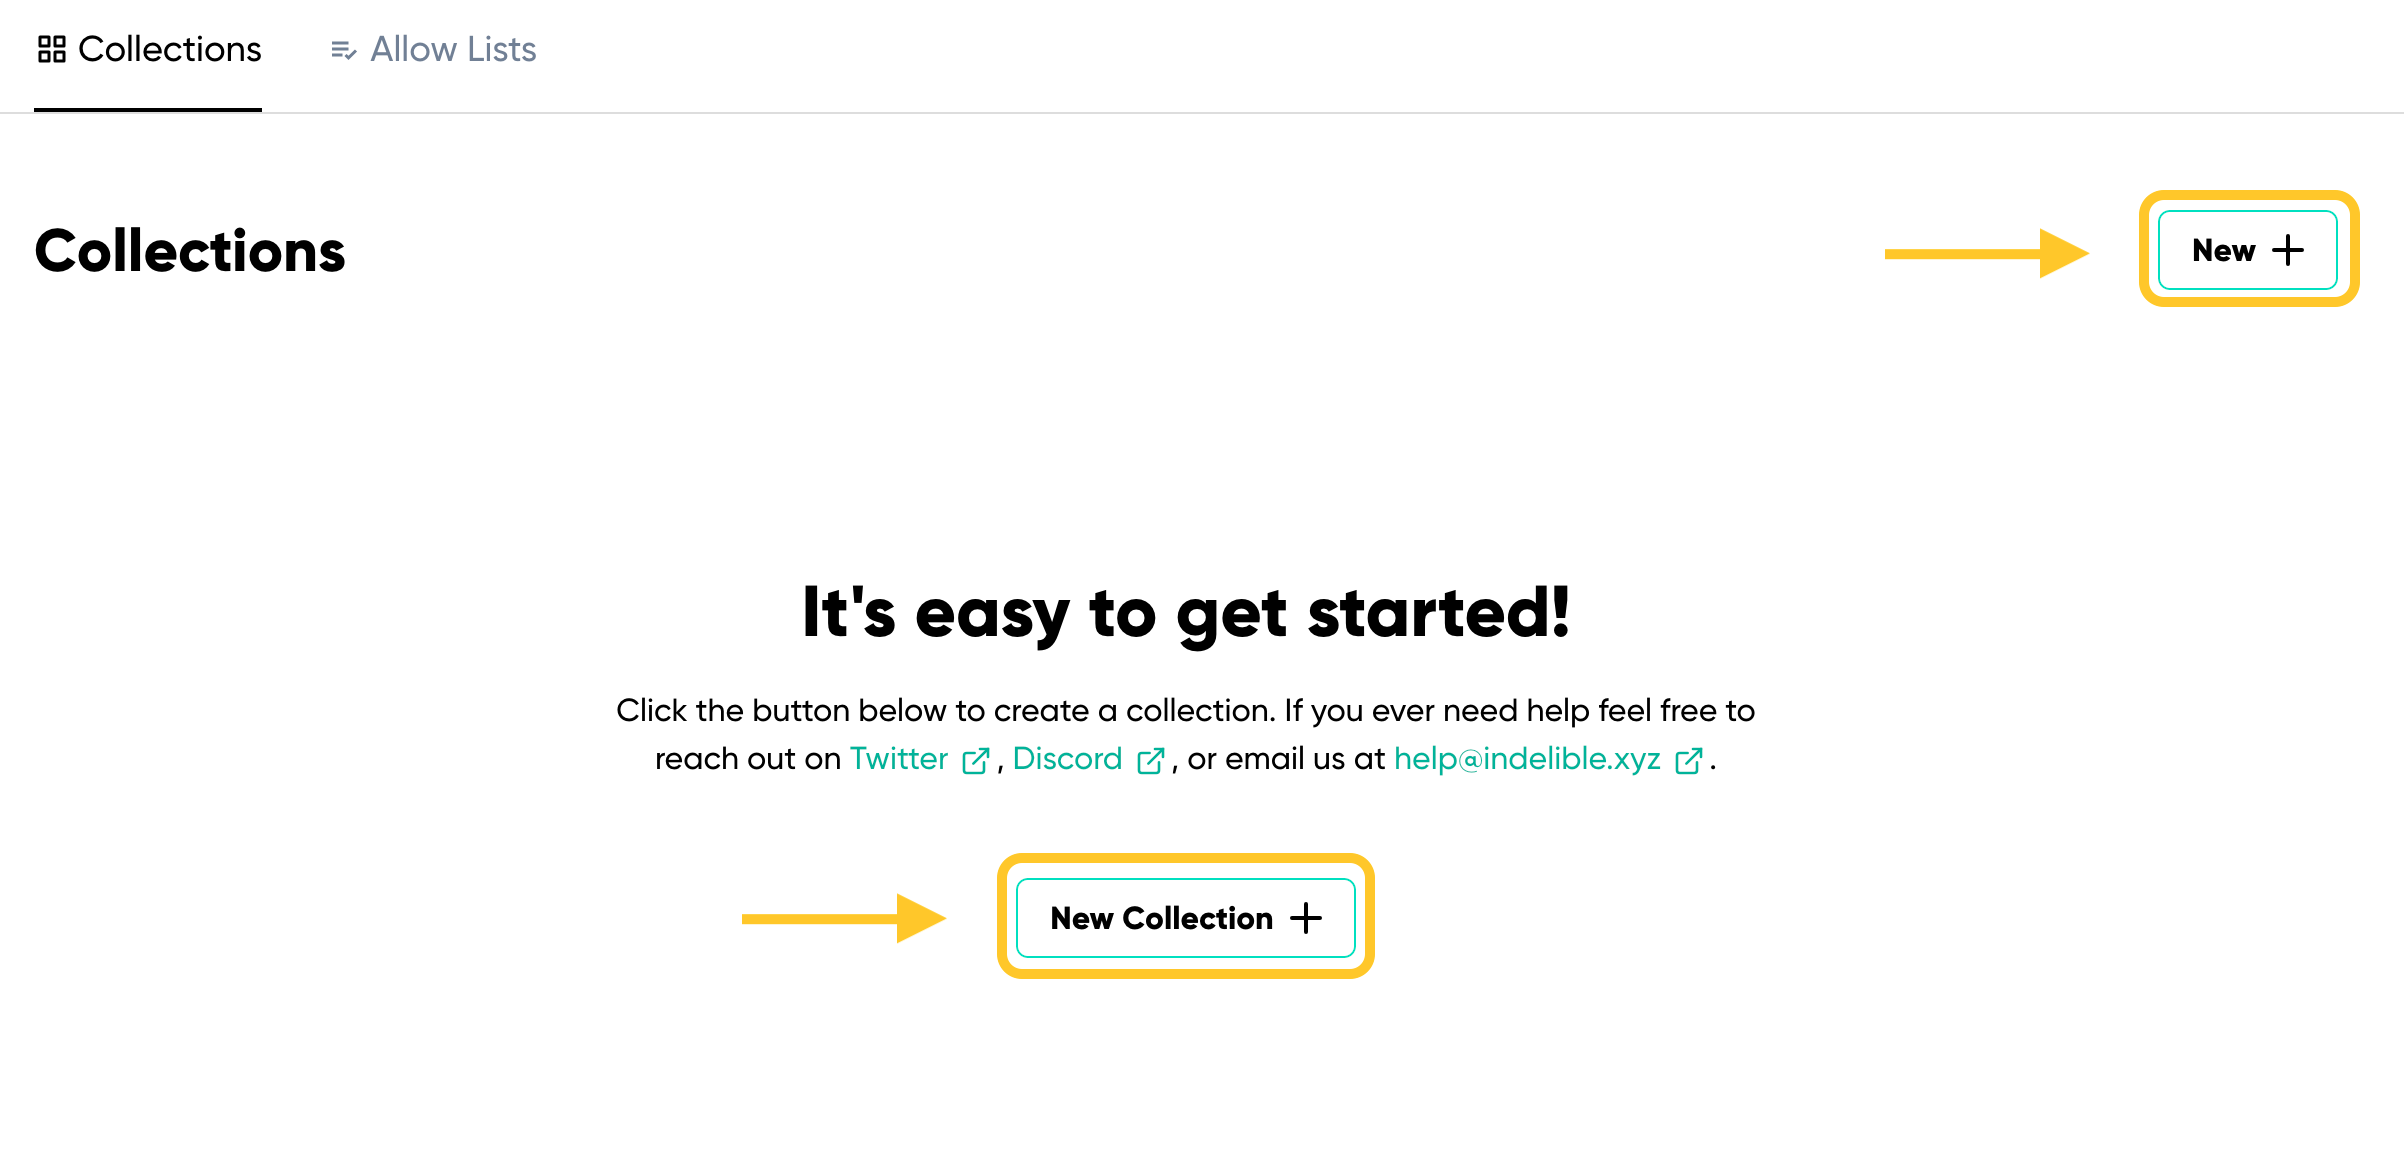 Collections
Allow Lists
Collections
New
It's easy to get started!
Click the button below to create a collection. If you ever need help feel free to
reach out on Twitter , Discord , or email us at help@indelible.xyz .
New Collection